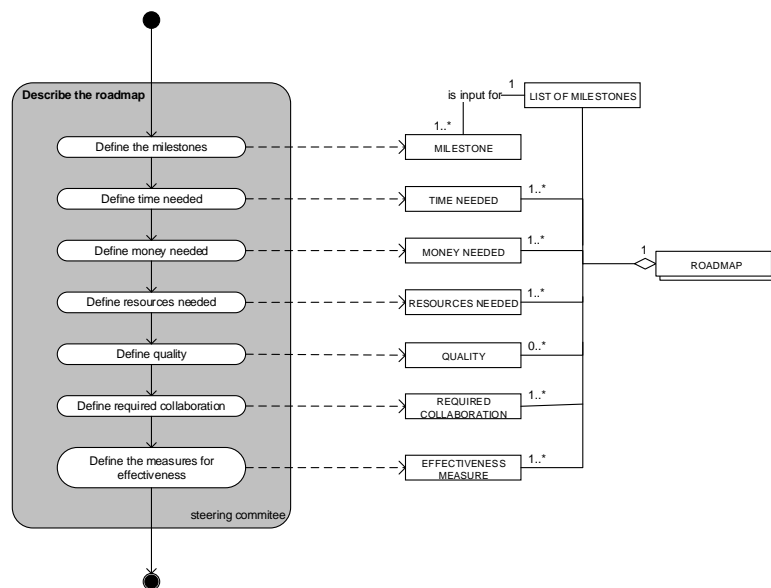 Describe the roadmap
Define the milestones
Define time needed
Define money needed
Define resources needed
Define quality
Define required collaboration
Define the measures for
effectiveness
steering commitee
is input for
1
LIST OF MILESTONES
1..*
MILESTONE
TIME NEEDED
1..*
MONEY NEEDED
1..*
RESOURCES NEEDED
1..*
QUALITY
0..*
REQUIRED
COLLABORATION
1..*
EFFECTIVENESS
MEASURE
1..*
1
ROADMAP